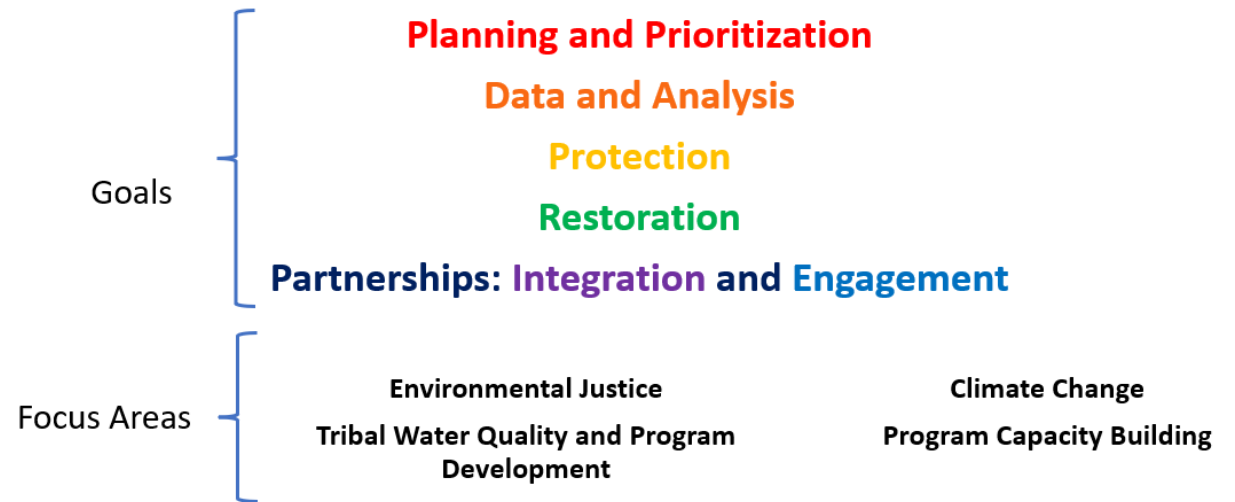 Planning and Prioritization
Data and Analysis
Protection
Goals
Restoration
Partnerships: Integration and Engagement
Focus Areas
Environmental Justice
Climate Change
Tribal Water Quality and Program
Development
Program Capacity Building